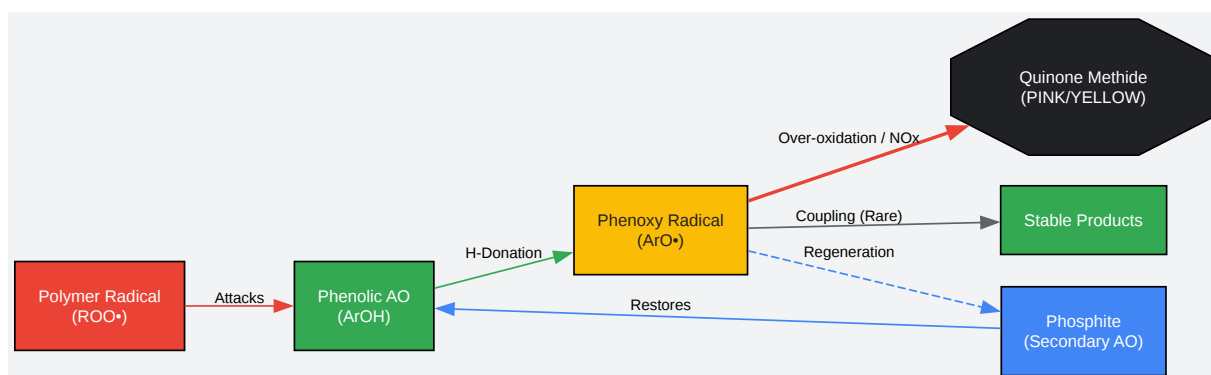 Quinone Methide
(PINK/YELLOW)
Over-oxidation / NOx
Phenoxy Radical
(ArO•)
Coupling (Rare)
Stable Products
H-Donation
Regeneration
Polymer Radical
(ROO•)
Attacks
Phenolic AO
(ArOH)
Restores
Phosphite
(Secondary AO)